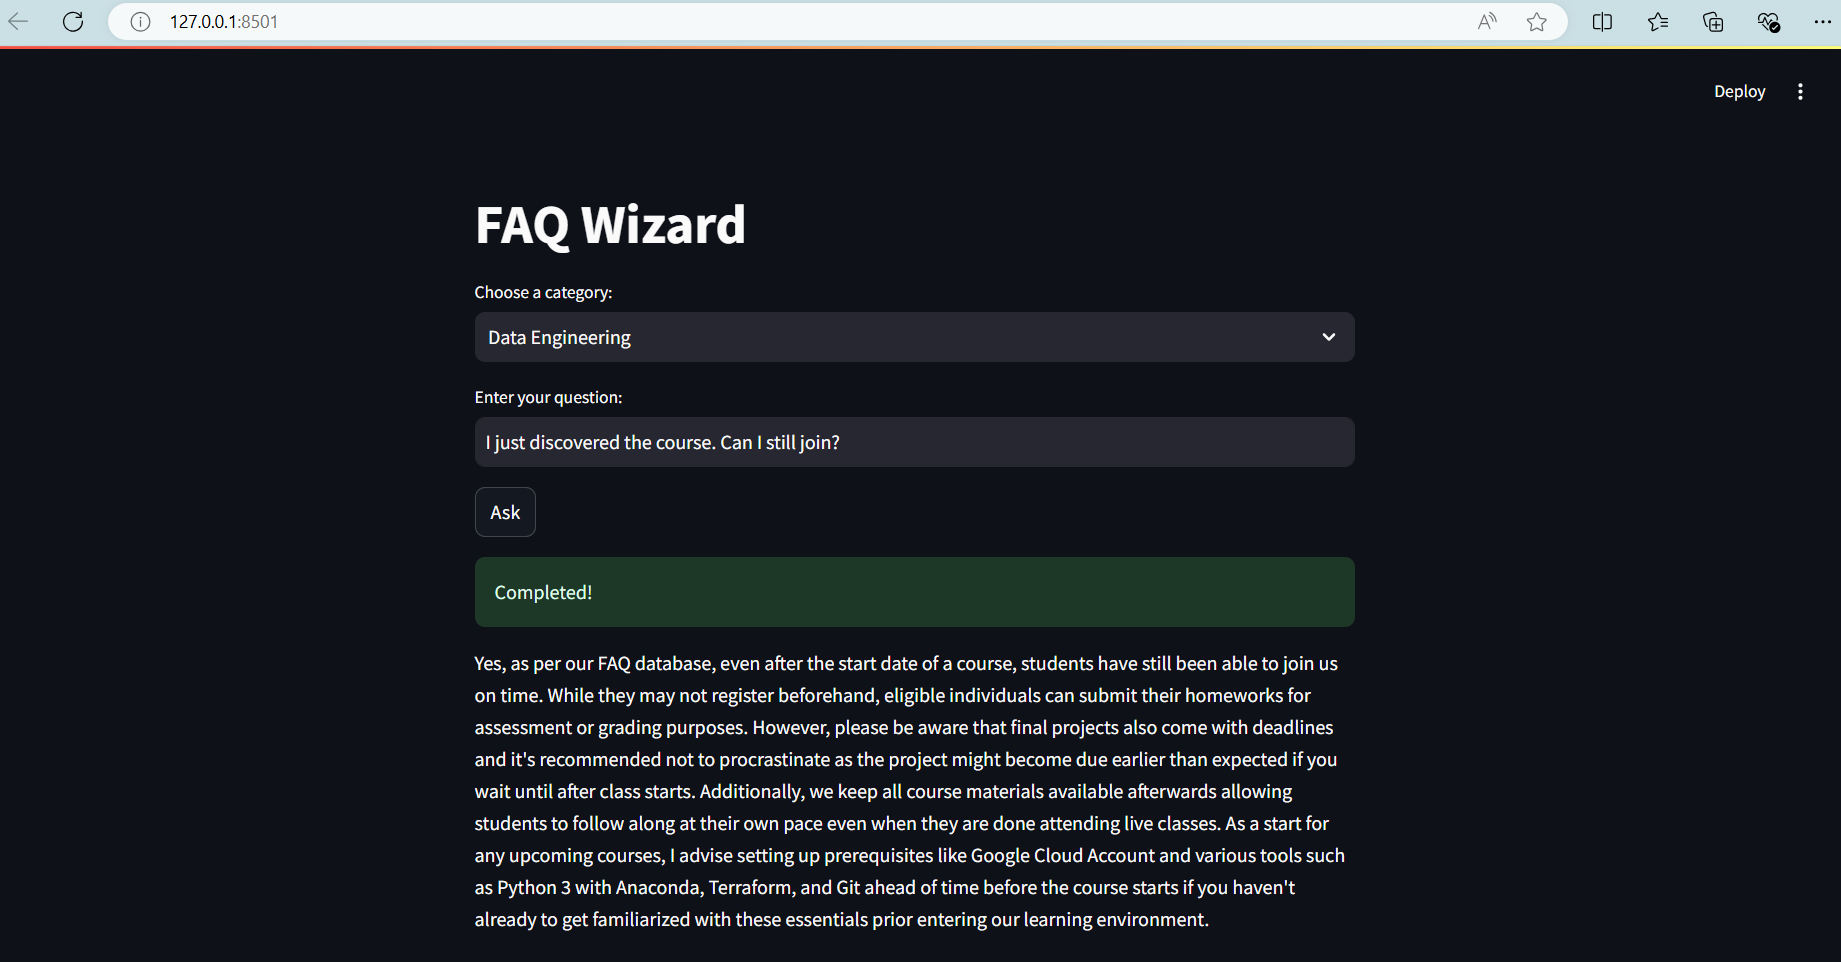 127.0.0.1:8501
Deploy
FAQ Wizard
Choose a category:
Data Engineering
Enter your question:
I just discovered the course. Can I still join?
Ask
Completed!
Yes, as per our FAQ database, even after the start date of a course, students have still been able to join us
on time. While they may not register beforehand, eligible individuals can submit their homeworks for
assessment or grading purposes. However, please be aware that final projects also come with deadlines
and it's recommended not to procrastinate as the project might become due earlier than expected if you
wait until after class starts. Additionally, we keep all course materials available afterwards allowing
students to follow along at their own pace even when they are done attending live classes. As a start for
any upcoming courses, I advise setting up prerequisites like Google Cloud Account and various tools such
as Python 3 with Anaconda, Terraform, and Git ahead of time before the course starts if you haven't
already to get familiarized with these essentials prior entering our learning environment.